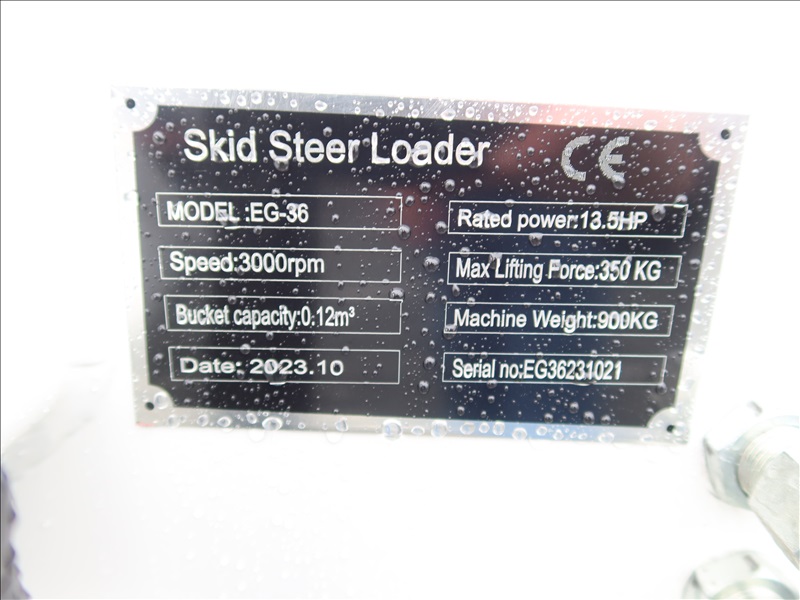 Skid Steer Loader CE
MODEL :EG-36
Rated power:13.5HP
Speed:3000rpm
Max Lifting Force:350 KG
Bucket capacity:0.12m³
Machine Weight:900KG
Date: 2023.10
Serial no:EG36231021